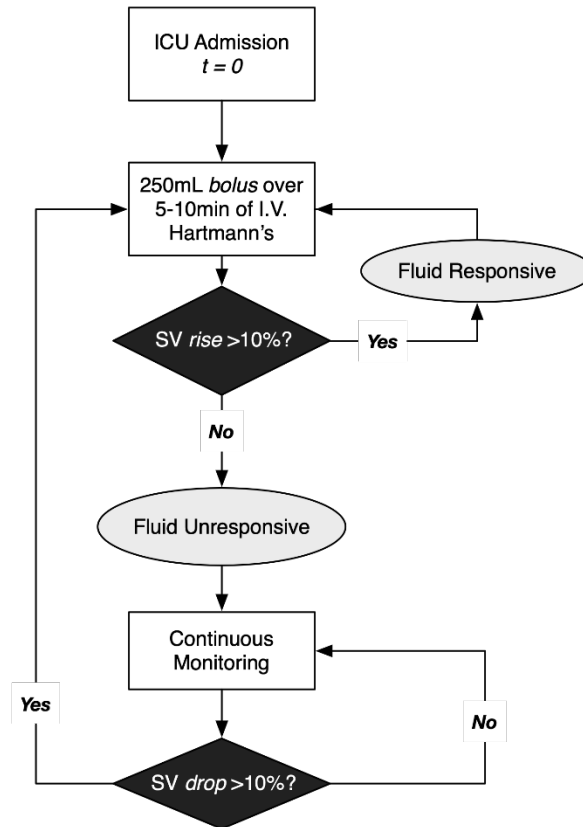 ICU Admission
t = 0
250mL bolus over
5-10min of I.V.
Hartmann's
Fluid Responsive
SV rise >10%?
Yes
No
Fluid Unresponsive
Continuous
Monitoring
Yes
No
SV drop >10%?